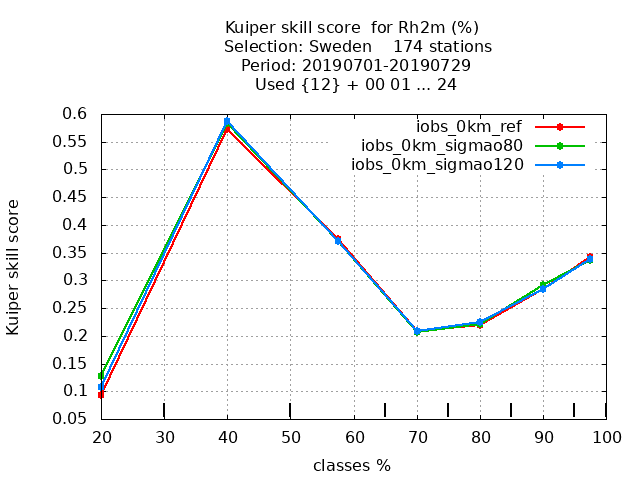 Kuiper skill score  for Rh2m (%)
Selection: Sweden    174 stations
Period: 20190701-20190729
Used {12} + 00 01 ... 24
iobs_0km_ref
iobs_0km_sigmao80
iobs_0km_sigmao120
Kuiper skill score
0.6
0.55
0.5
0.45
0.4
0.35
0.3
0.25
0.2
0.15
0.1
0.05
20 30 40 50 60 70 80 90 100
classes %